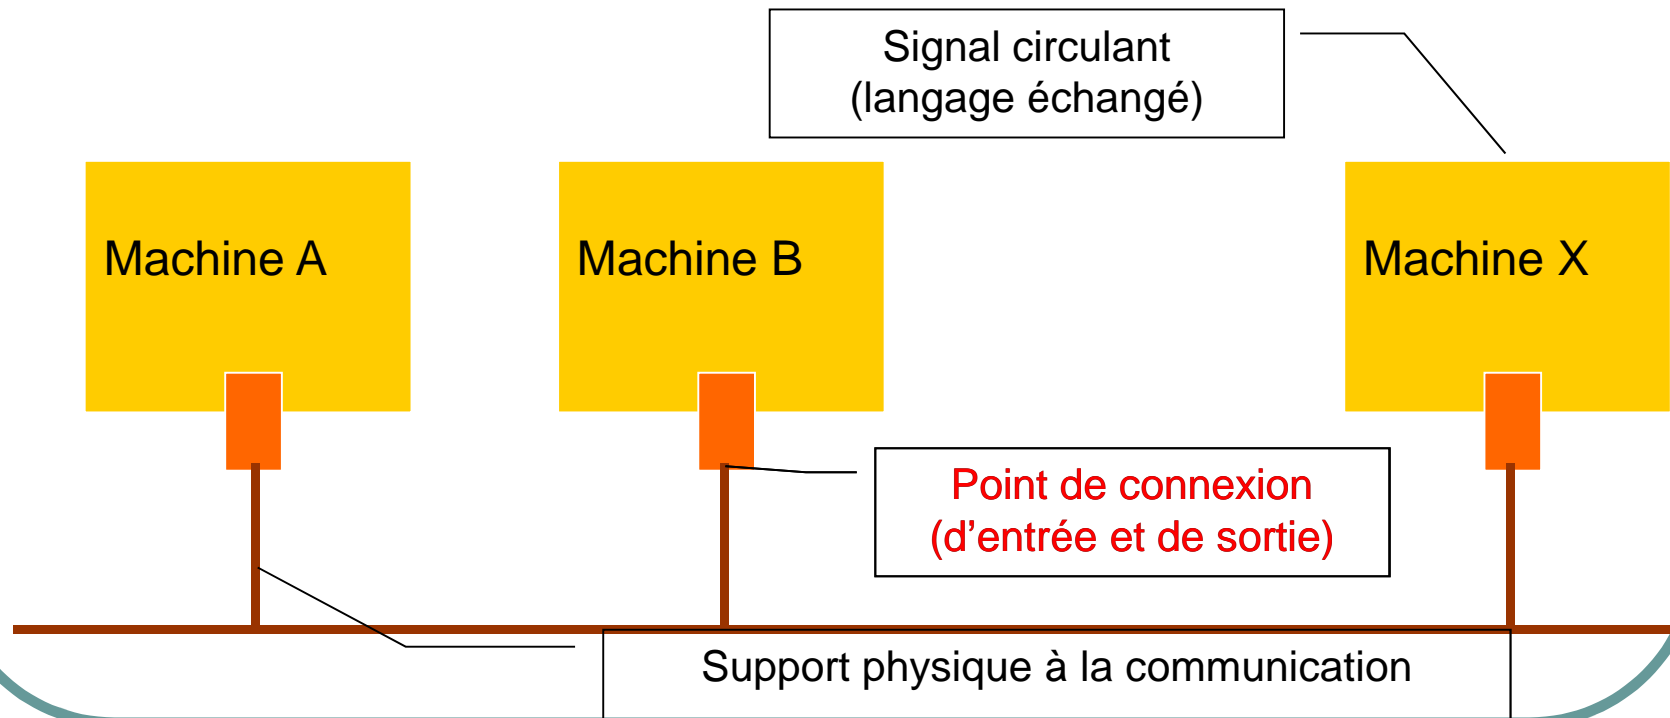 Signal circulant
(langage échangé)
Machine A
Machine B
Machine X
Point de connexion
(d’entrée et de sortie)
Support physique à la communication